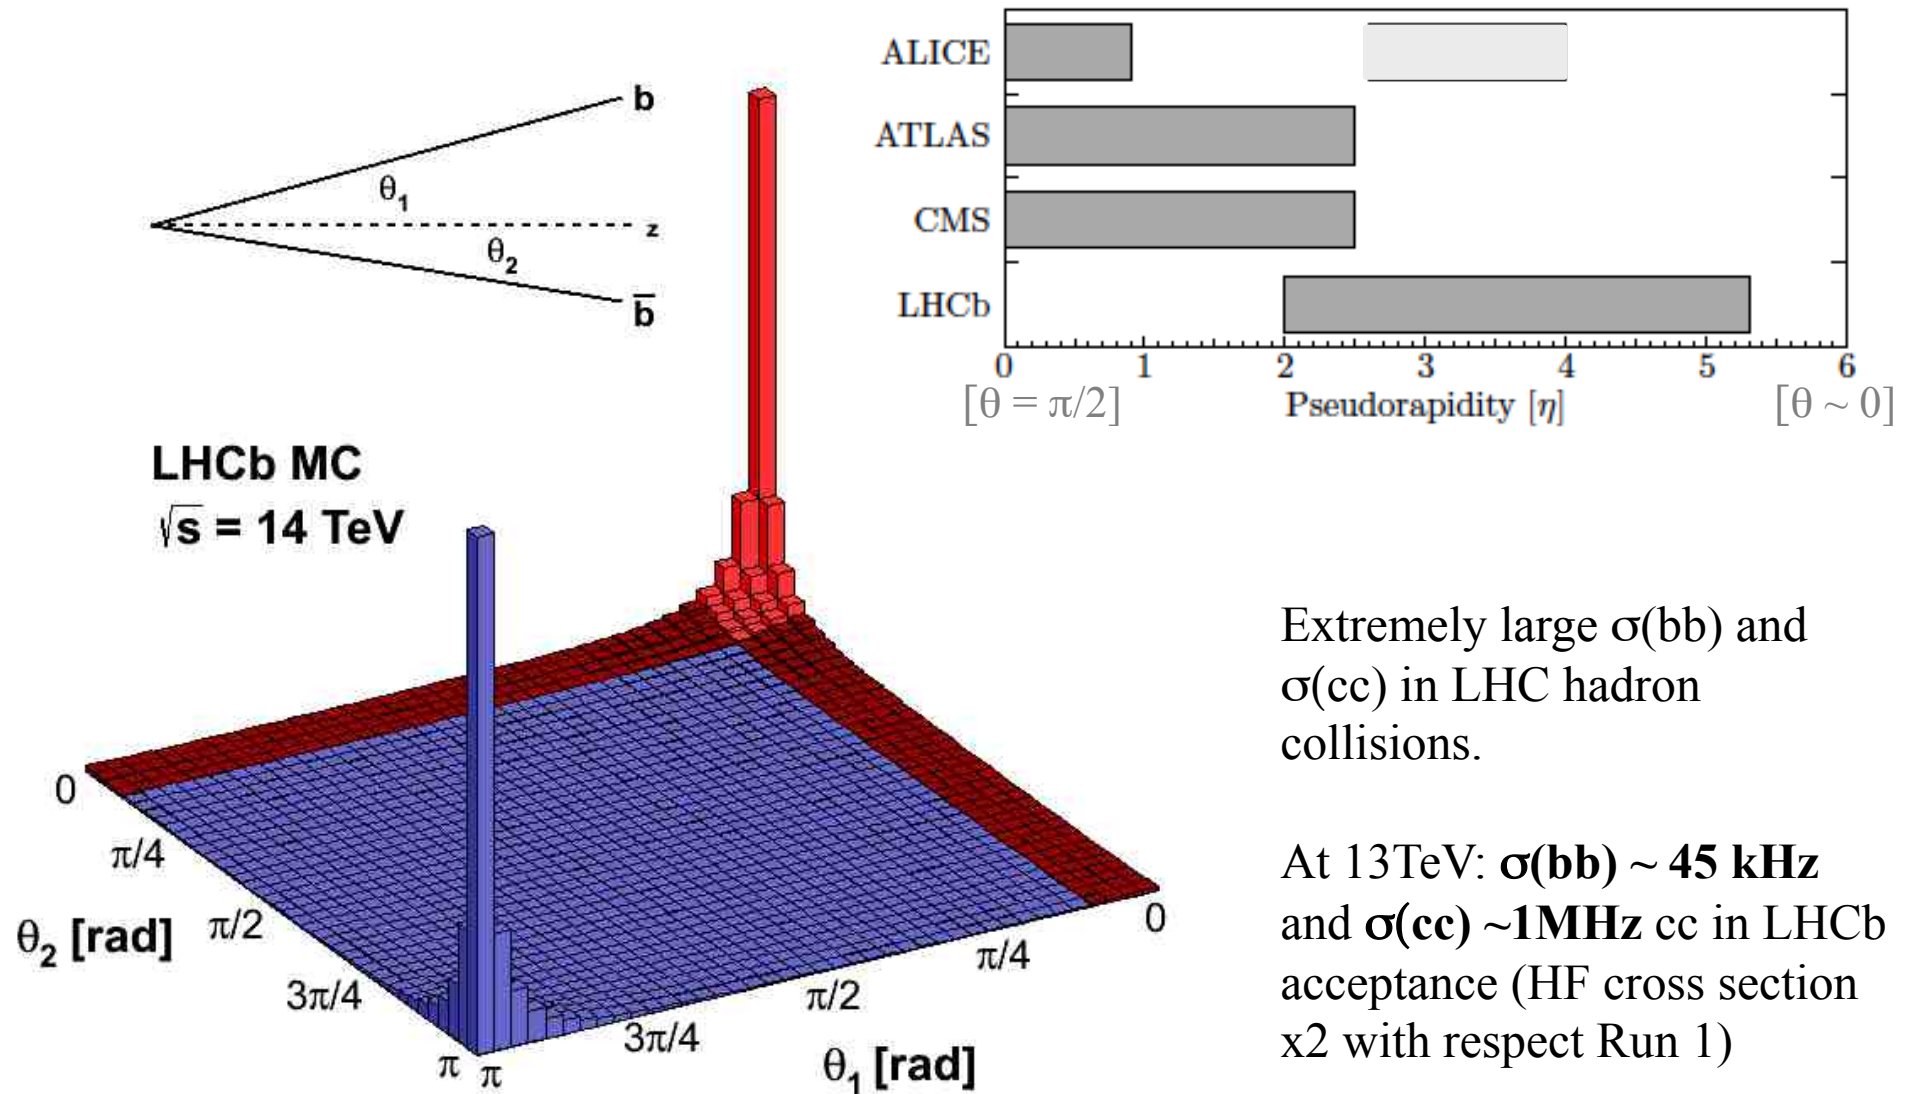 b
θ1
z
θ2
b̅
LHCb MC
√s = 14 TeV
0
π/4
π/2
3π/4
π
θ2 [rad]
π
3π/4
π/2
π/4
0
θ1 [rad]
ALICE
ATLAS
CMS
LHCb
0 1 2 3 4 5 6
[θ = π/2] Pseudorapidity [η] [θ ~ 0]
Extremely large σ(bb) and
σ(cc) in LHC hadron
collisions.
At 13TeV: σ(bb) ~ 45 kHz
and σ(cc) ~1MHz cc in LHCb
acceptance (HF cross section
x2 with respect Run 1)